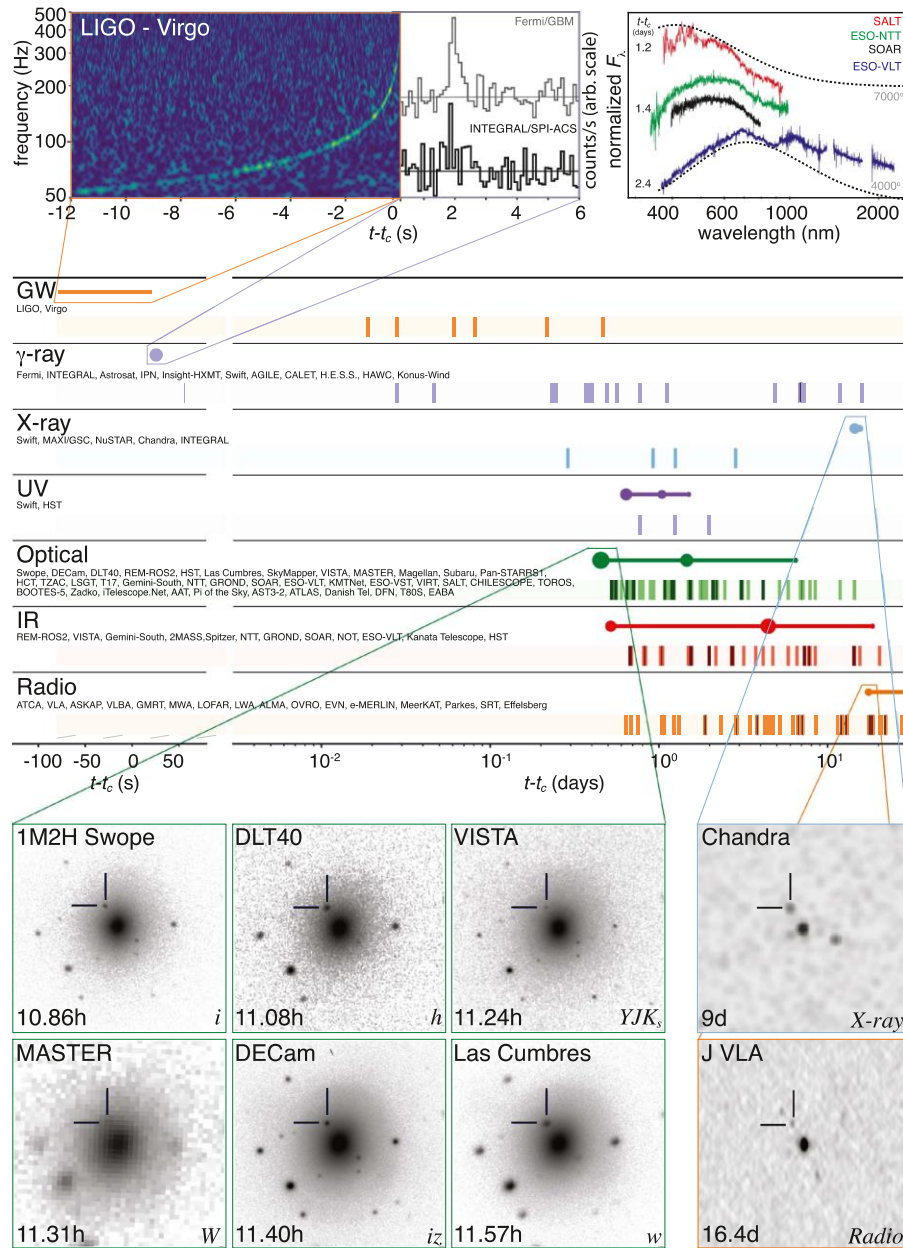 LIGO - Virgo
500
400
300
200
100
50
frequency (Hz)
-12
-10
-8
-6
-4
-2
0
2
4
6
t-tc (s)
Fermi/GBM
INTEGRAL/SPI-ACS
counts/s (arb. scale)
normalized Fλ
t-tc
(days)
1.2
1.4
2.4
SALT
ESO-NTT
SOAR
ESO-VLT
7000°
4000°
400
600
1000
2000
wavelength (nm)
GW
LIGO, Virgo
γ-ray
Fermi, INTEGRAL, Astrosat, IPN, Insight-HXMT, Swift, AGILE, CALET, H.E.S.S., HAWC, Konus-Wind
X-ray
Swift, MAXI/GSC, NuSTAR, Chandra, INTEGRAL
UV
Swift, HST
Optical
Swope, DECam, DLT40, REM-ROS2, HST, Las Cumbres, SkyMapper, VISTA, MASTER, Magellan, Subaru, Pan-STARRS1,
HCT, TZAC, LSGT, T17, Gemini-South, NTT, GROND, SOAR, ESO-VLT, KMTNet, ESO-VST, VIRT, SALT, CHILESCOPE, TOROS,
BOOTES-5, Zadko, iTelescope.Net, AAT, Pi of the Sky, AST3-2, ATLAS, Danish Tel, DFN, T80S, EABA
IR
REM-ROS2, VISTA, Gemini-South, 2MASS,Spitzer, NTT, GROND, SOAR, NOT, ESO-VLT, Kanata Telescope, HST
Radio
ATCA, VLA, ASKAP, VLBA, GMRT, MWA, LOFAR, LWA, ALMA, OVRO, EVN, e-MERLIN, MeerKAT, Parkes, SRT, Effelsberg
-100
-50
0
50
t-tc (s)
10⁻²
10⁻¹
10⁰
10¹
t-tc (days)
1M2H Swope
10.86h
i
DLT40
11.08h
h
VISTA
11.24h
YJKs
Chandra
9d
X-ray
MASTER
11.31h
W
DECam
11.40h
iz
Las Cumbres
11.57h
w
J VLA
16.4d
Radio